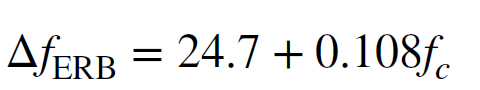 Δf_ERB = 24.7 + 0.108f_c